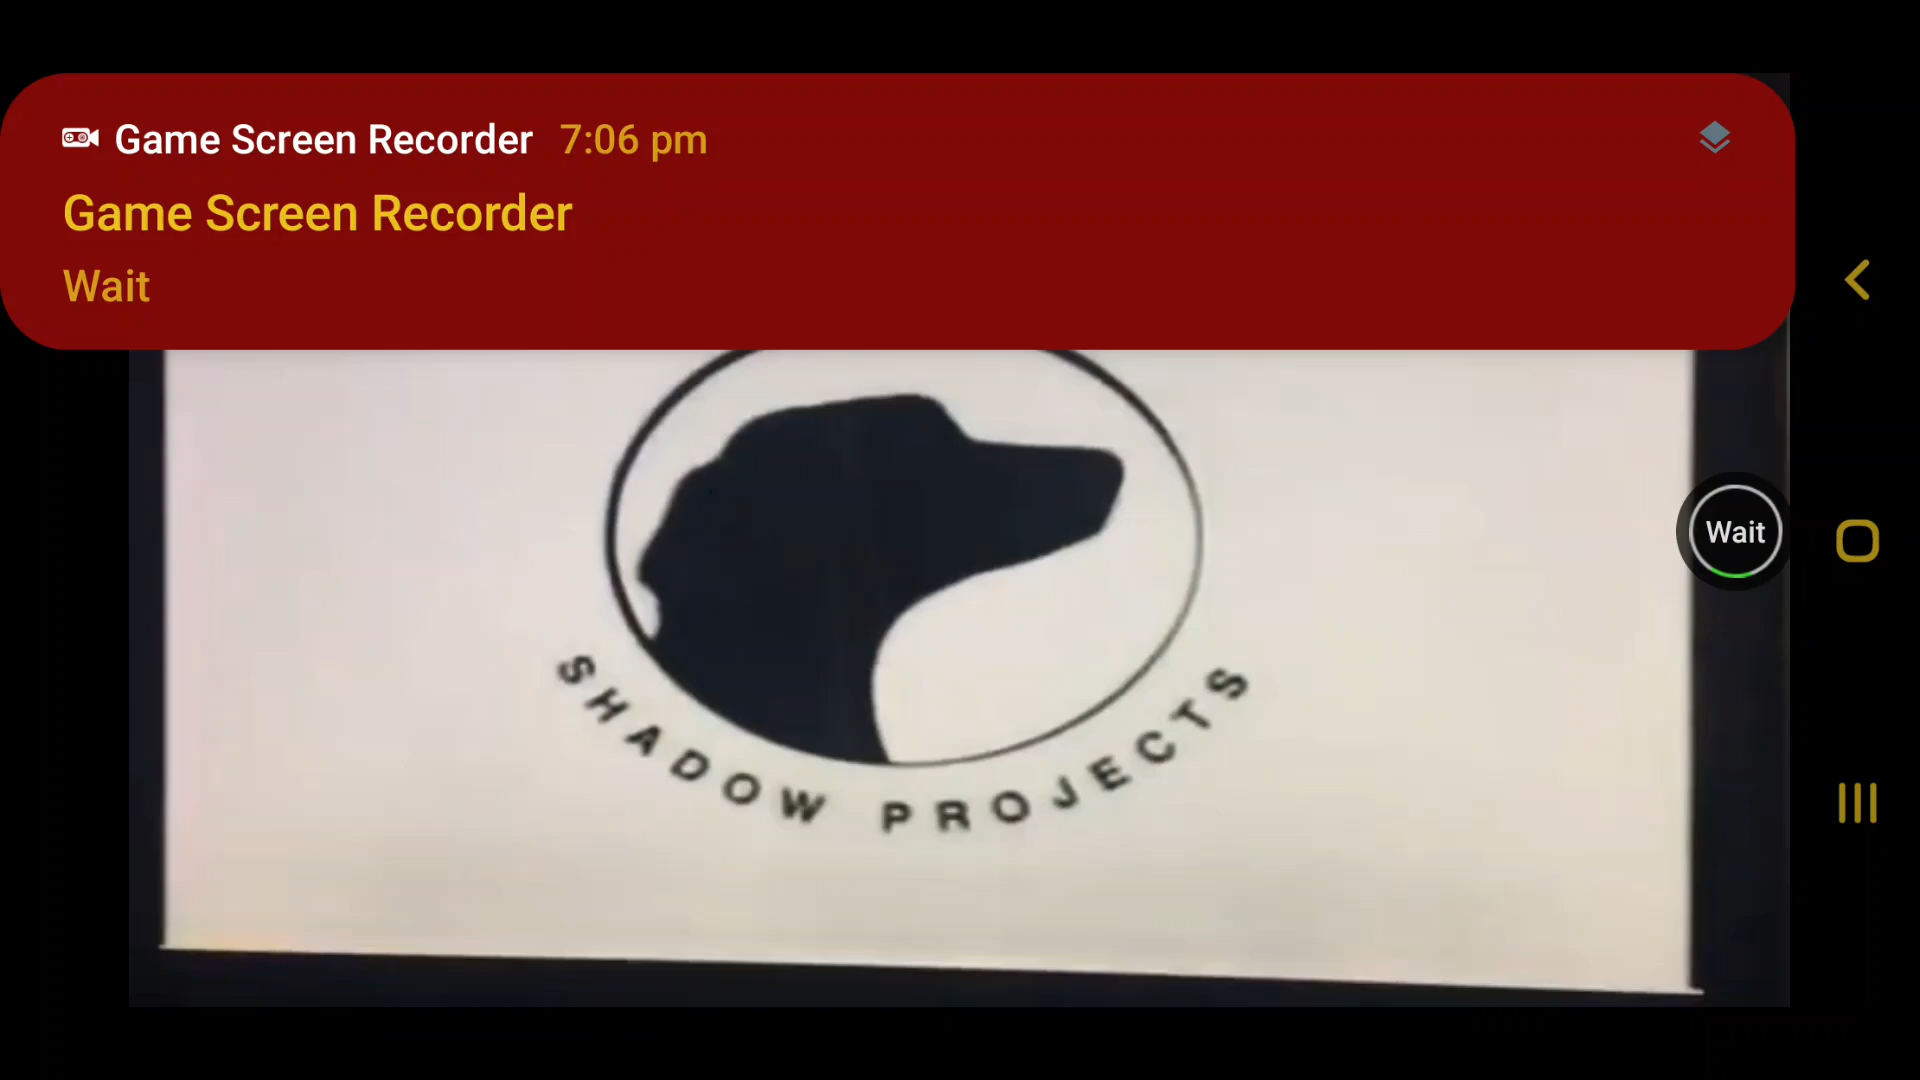 Game Screen Recorder 7:06 pm
Game Screen Recorder
Wait
Wait
SHADOW PROJECTS